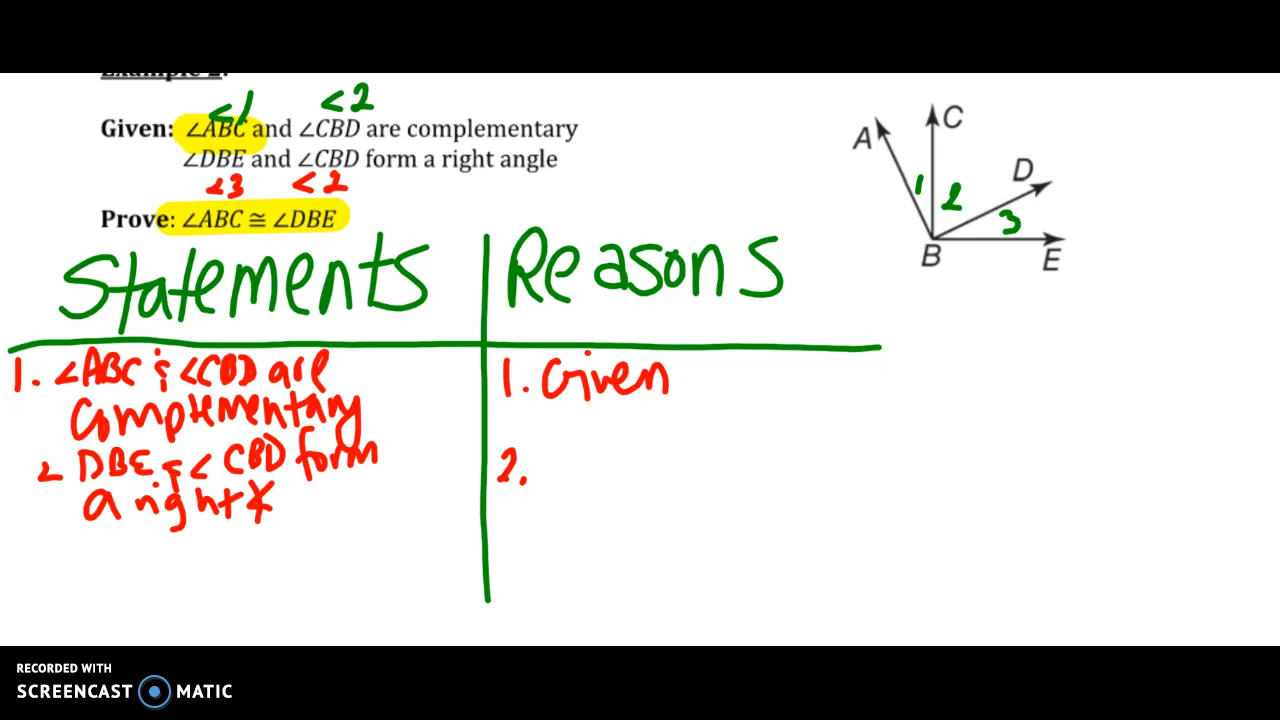 Example 2:
<1 <2
Given: ∠ABC and ∠CBD are complementary
∠DBE and ∠CBD form a right angle
<3 <2
Prove: ∠ABC ≅ ∠DBE
A
C
D
1
2
3
B
E
Statements
Reasons
1. ∠ABC & ∠CBD are
complementary
∠DBE & ∠CBD form
a right ∡
1. Given
2.
RECORDED WITH
SCREENCAST MATIC